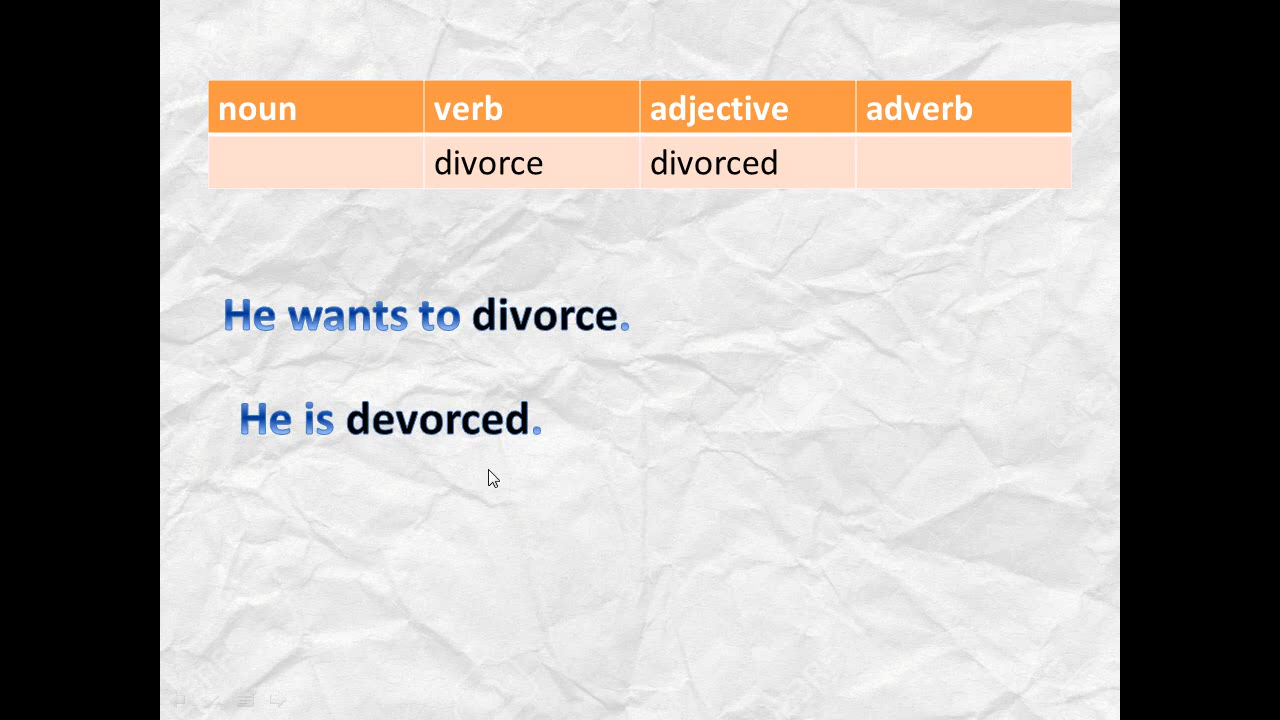 noun verb adjective adverb
divorce divorced
He wants to divorce.
He is devorced.